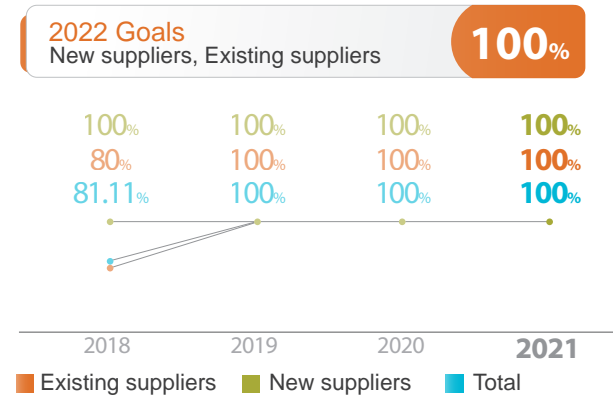 2022 Goals
New suppliers, Existing suppliers
100%
100% 100% 100% 100%
80% 100% 100% 100%
81.11% 100% 100% 100%
2018 2019 2020 2021
Existing suppliers New suppliers Total